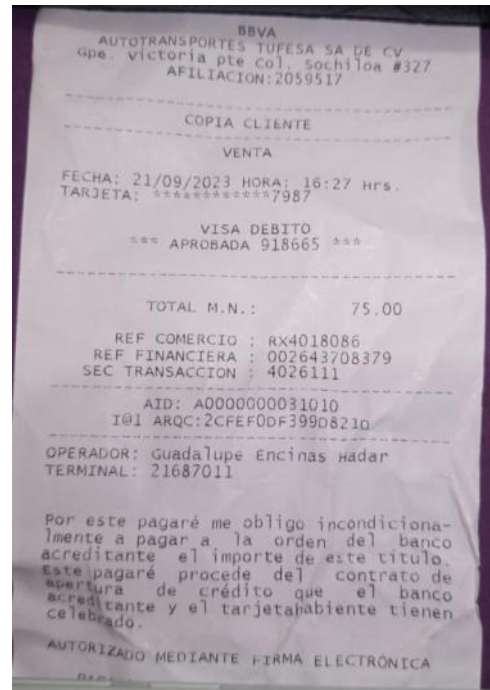 BBVA
AUTOTRANSPORTES TUFESA SA DE CV
Gpe. Victoria pte Col. Sochiloa #327
AFILIACION:2059517
COPIA CLIENTE
VENTA
FECHA: 21/09/2023 HORA: 16:27 Hrs.
TARJETA: ************7987
VISA DEBITO
*** APROBADA 918665 ***
TOTAL M.N.: 75.00
REF COMERCIO : RX4018086
REF FINANCIERA : 002643708379
SEC TRANSACCION : 4026111
AID: A0000000031010
I@1 ARQC:2CFEF0DF399D821D
OPERADOR: Guadalupe Encinas Hadar
TERMINAL: 21687011
Por este pagaré me obligo incondiciona-
lmente a pagar a la orden del banco
acreditante el importe de este titulo.
Este pagaré procede del contrato de
apertura de crédito que el banco
acreditante y el tarjetahabiente tienen
celebrado.
AUTORIZADO MEDIANTE FIRMA ELECTRÓNICA